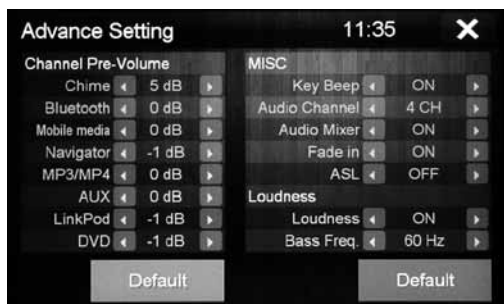 Advance Setting 11:35
Channel Pre-Volume
Chime 5 dB
Bluetooth 0 dB
Mobile media 0 dB
Navigator -1 dB
MP3/MP4 0 dB
AUX 0 dB
LinkPod -1 dB
DVD -1 dB
Default
MISC
Key Beep ON
Audio Channel 4 CH
Audio Mixer ON
Fade in ON
ASL OFF
Loudness
Loudness ON
Bass Freq. 60 Hz
Default